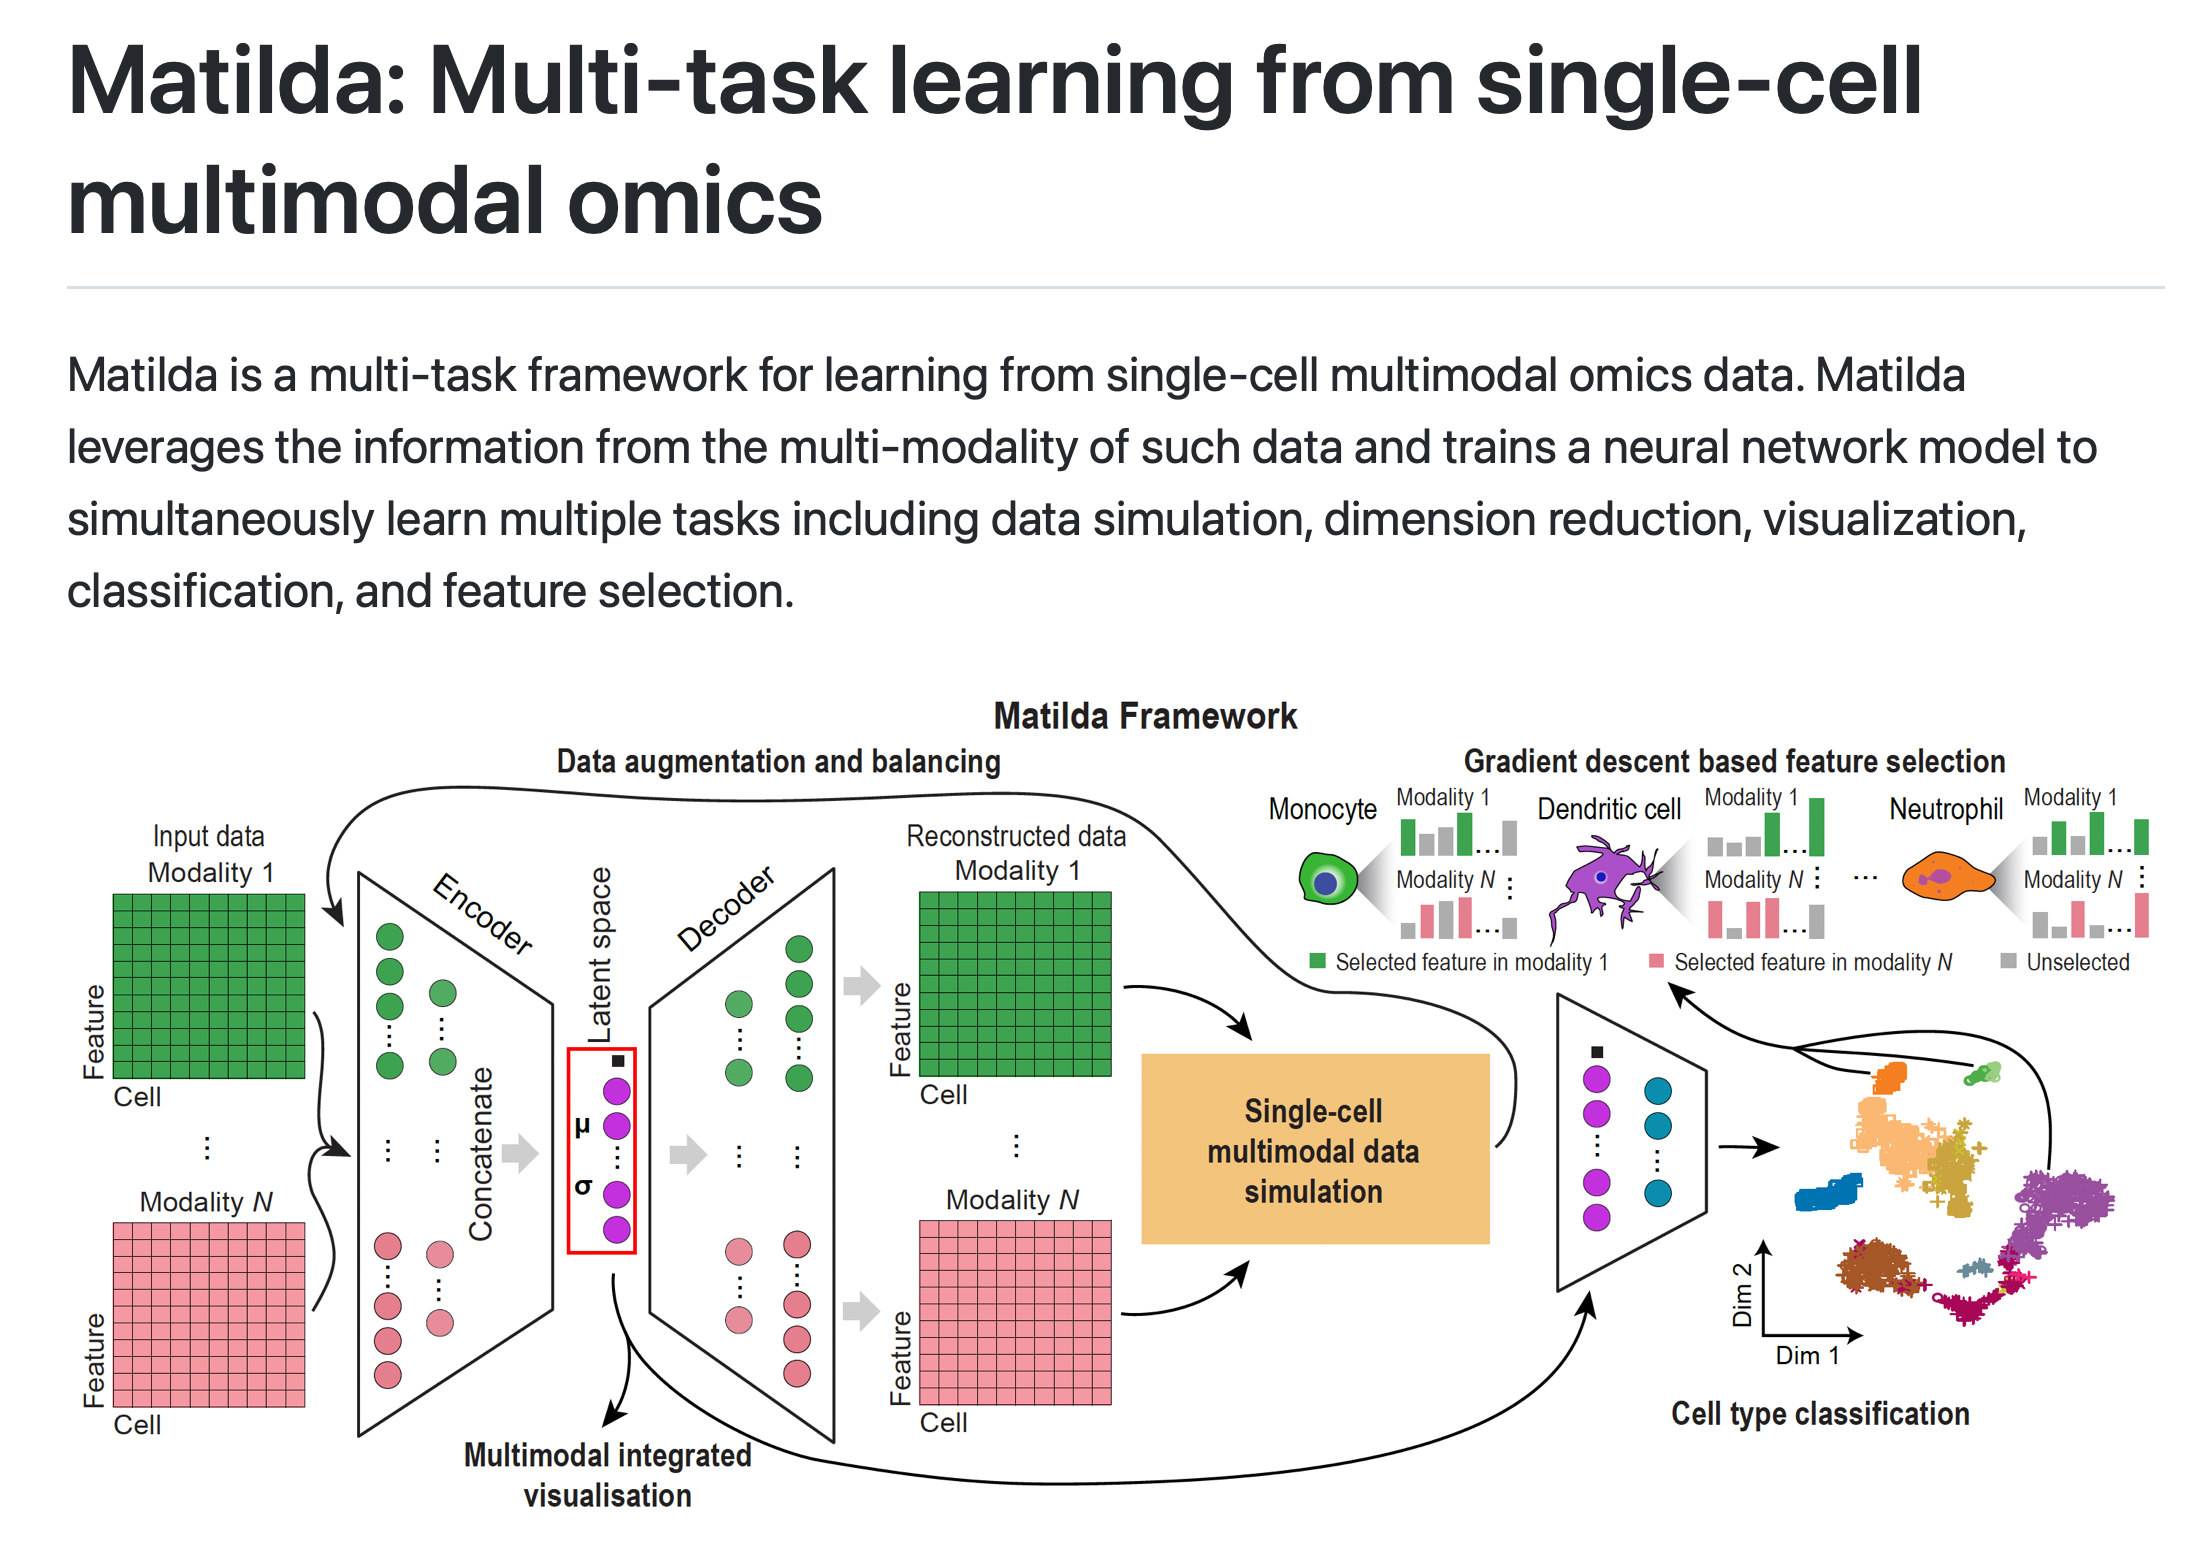 Matilda: Multi-task learning from single-cell
multimodal omics
Matilda is a multi-task framework for learning from single-cell multimodal omics data. Matilda
leverages the information from the multi-modality of such data and trains a neural network model to
simultaneously learn multiple tasks including data simulation, dimension reduction, visualization,
classification, and feature selection.
Matilda Framework
Data augmentation and balancing
Input data
Modality 1
Feature
Cell
⋮
Modality N
Feature
Cell
Encoder
Concatenate
Latent space
μ
σ
Decoder
Multimodal integrated
visualisation
Reconstructed data
Modality 1
Feature
Cell
⋮
Modality N
Feature
Cell
Single-cell
multimodal data
simulation
Gradient descent based feature selection
Monocyte
Modality 1
...
Modality N
...
Dendritic cell
Modality 1
...
Modality N
...
...
Neutrophil
Modality 1
...
Modality N
...
Selected feature in modality 1
Selected feature in modality N
Unselected
Dim 2
Dim 1
Cell type classification